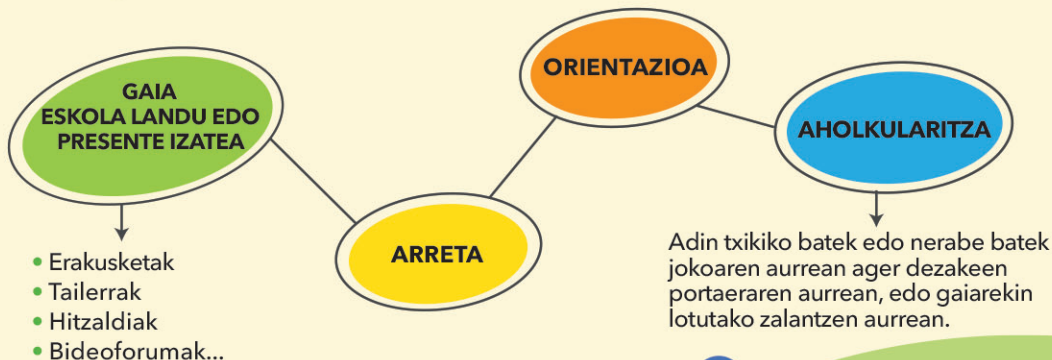 GAIA
ESKOLA LANDU EDO
PRESENTE IZATEA
ORIENTAZIOA
AHOLKULARITZA
ARRETA
• Erakusketak
• Tailerrak
• Hitzaldiak
• Bideoforumak...
Adin txikiko batek edo nerabe batek
jokoaren aurrean ager dezakeen
portaeraren aurrean, edo gaiarekin
lotutako zalantzen aurrean.